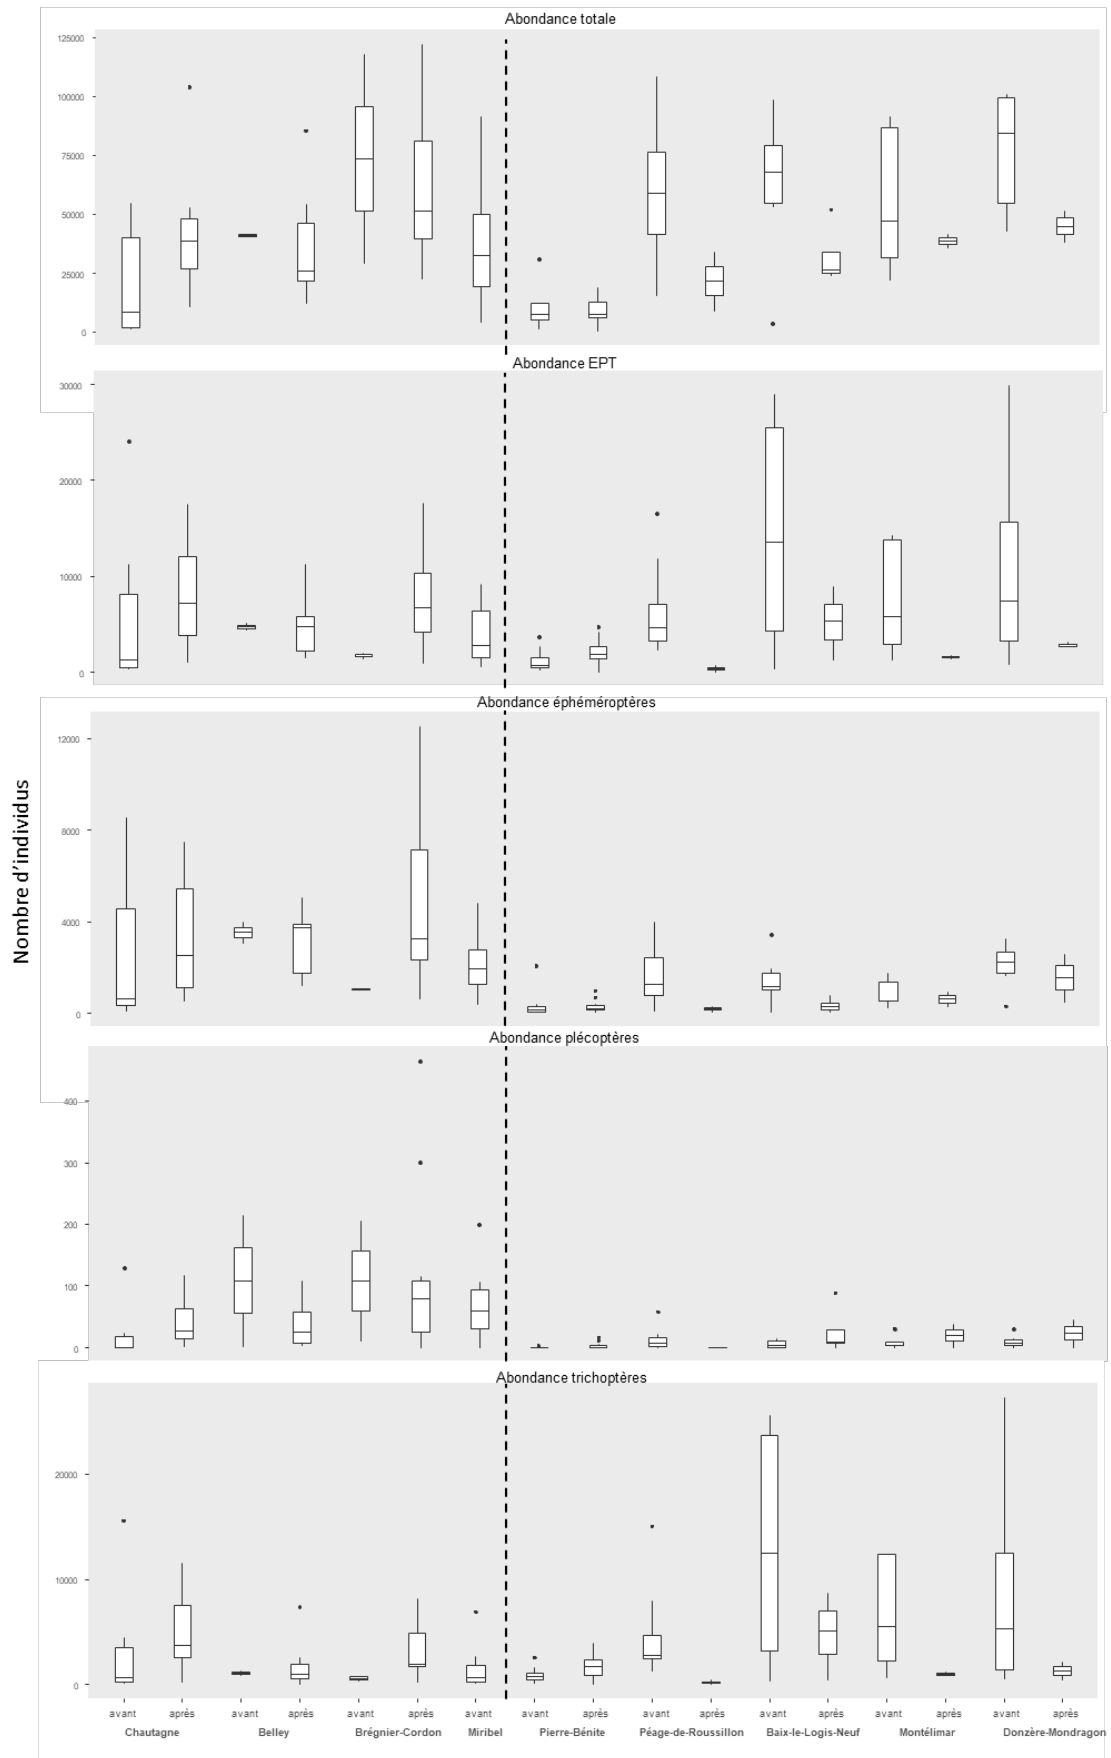 Abondance totale
125000
100000
75000
50000
25000
0
Abondance EPT
30000
20000
10000
0
Nombre d'individus
Abondance éphéméroptères
12000
8000
4000
0
Abondance plécoptères
400
300
200
100
0
Abondance trichoptères
20000
10000
0
avant après avant après avant après avant avant après avant après avant après avant après avant après
Chautagne Belley Brégnier-Cordon Miribel Pierre-Bénite Péage-de-Roussillon Baix-le-Logis-Neuf Montélimar Donzère-Mondragon